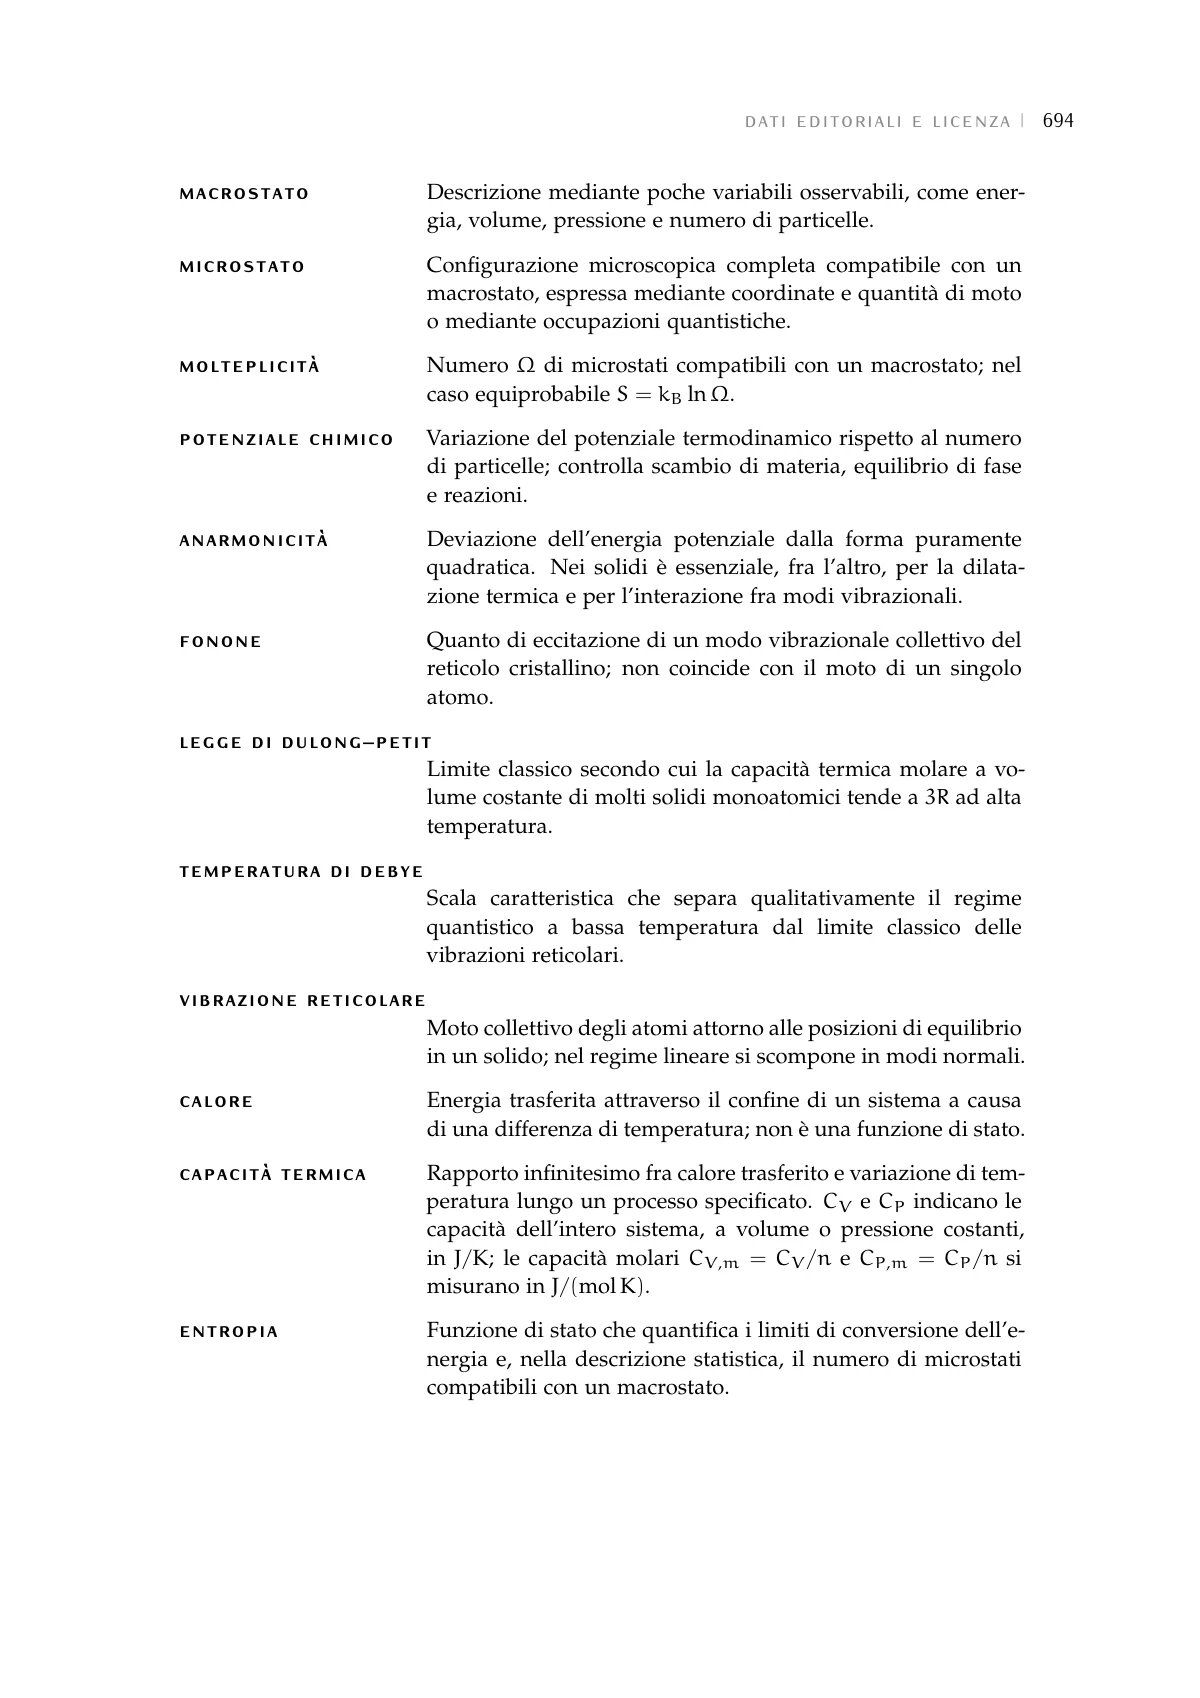 DATI EDITORIALI E LICENZA | 694
MACROSTATO Descrizione mediante poche variabili osservabili, come ener-
gia, volume, pressione e numero di particelle.
MICROSTATO Configurazione microscopica completa compatibile con un
macrostato, espressa mediante coordinate e quantità di moto
o mediante occupazioni quantistiche.
MOLTEPLICITÀ Numero Ω di microstati compatibili con un macrostato; nel
caso equiprobabile S = k_B ln Ω.
POTENZIALE CHIMICO Variazione del potenziale termodinamico rispetto al numero
di particelle; controlla scambio di materia, equilibrio di fase
e reazioni.
ANARMONICITÀ Deviazione dell'energia potenziale dalla forma puramente
quadratica. Nei solidi è essenziale, fra l'altro, per la dilata-
zione termica e per l'interazione fra modi vibrazionali.
FONONE Quanto di eccitazione di un modo vibrazionale collettivo del
reticolo cristallino; non coincide con il moto di un singolo
atomo.
LEGGE DI DULONG–PETIT
Limite classico secondo cui la capacità termica molare a vo-
lume costante di molti solidi monoatomici tende a 3R ad alta
temperatura.
TEMPERATURA DI DEBYE
Scala caratteristica che separa qualitativamente il regime
quantistico a bassa temperatura dal limite classico delle
vibrazioni reticolari.
VIBRAZIONE RETICOLARE
Moto collettivo degli atomi attorno alle posizioni di equilibrio
in un solido; nel regime lineare si scompone in modi normali.
CALORE Energia trasferita attraverso il confine di un sistema a causa
di una differenza di temperatura; non è una funzione di stato.
CAPACITÀ TERMICA Rapporto infinitesimo fra calore trasferito e variazione di tem-
peratura lungo un processo specificato. C_V e C_P indicano le
capacità dell'intero sistema, a volume o pressione costanti,
in J/K; le capacità molari C_V,m = C_V/n e C_P,m = C_P/n si
misurano in J/(mol K).
ENTROPIA Funzione di stato che quantifica i limiti di conversione dell'e-
nergia e, nella descrizione statistica, il numero di microstati
compatibili con un macrostato.